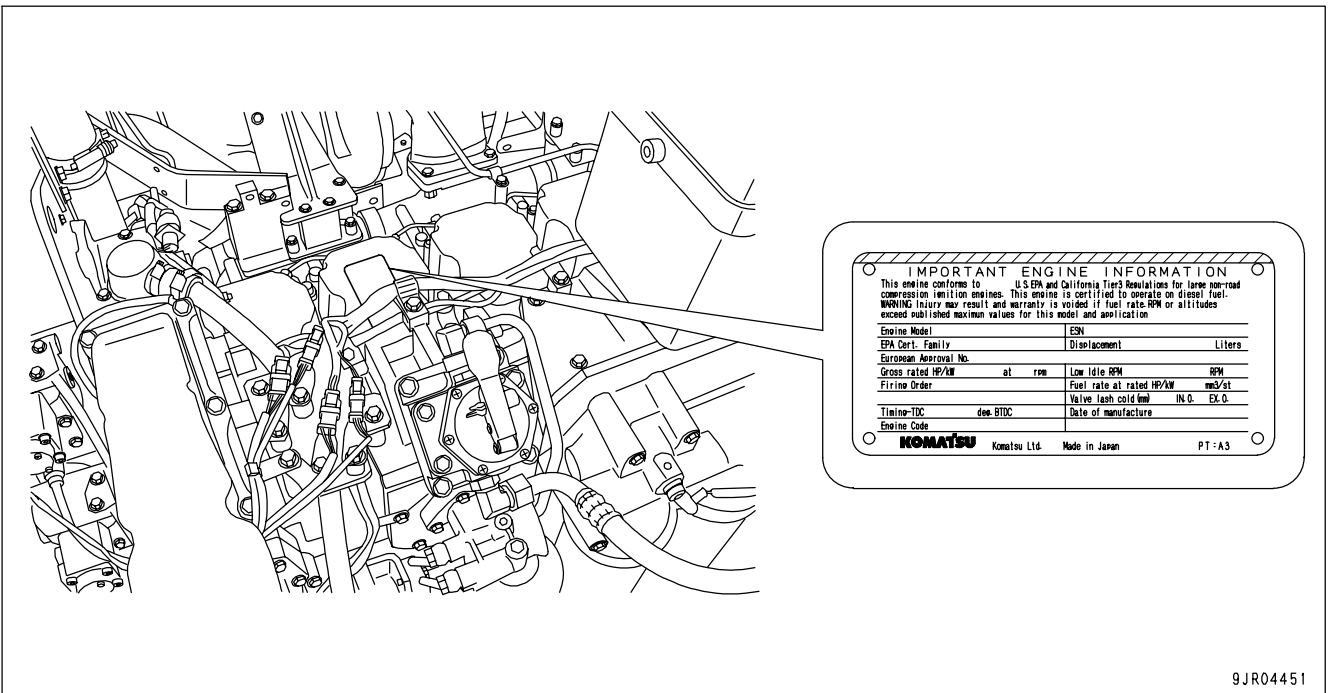 IMPORTANT ENGINE INFORMATION
This engine conforms to U.S.EPA and California Tier3 Regulations for large non-road
compression ignition engines. This engine is certified to operate on diesel fuel.
WARNING Injury may result and warranty is voided if fuel rate. RPM or altitudes
exceed published maximun values for this model and application
Engine Model ESN
EPA Cert. Family Displacement Liters
European Approval No.
Gross rated HP/kW at rpm Low Idle RPM RPM
Firing Order Fuel rate at rated HP/kW mm3/st
Valve lash cold (mm) IN.O. EX.O.
Timing-TDC deg.BTDC Date of manufacture
Engine Code
KOMATSU Komatsu Ltd. Made in Japan PT:A3
9JR04451